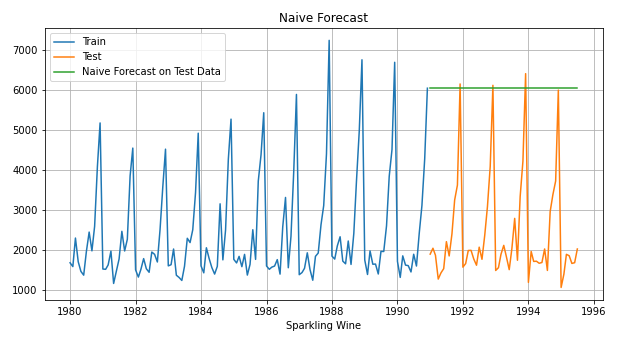 Naive Forecast
Train
Test
Naive Forecast on Test Data
7000
6000
5000
4000
3000
2000
1000
1980 1982 1984 1986 1988 1990 1992 1994 1996
Sparkling Wine